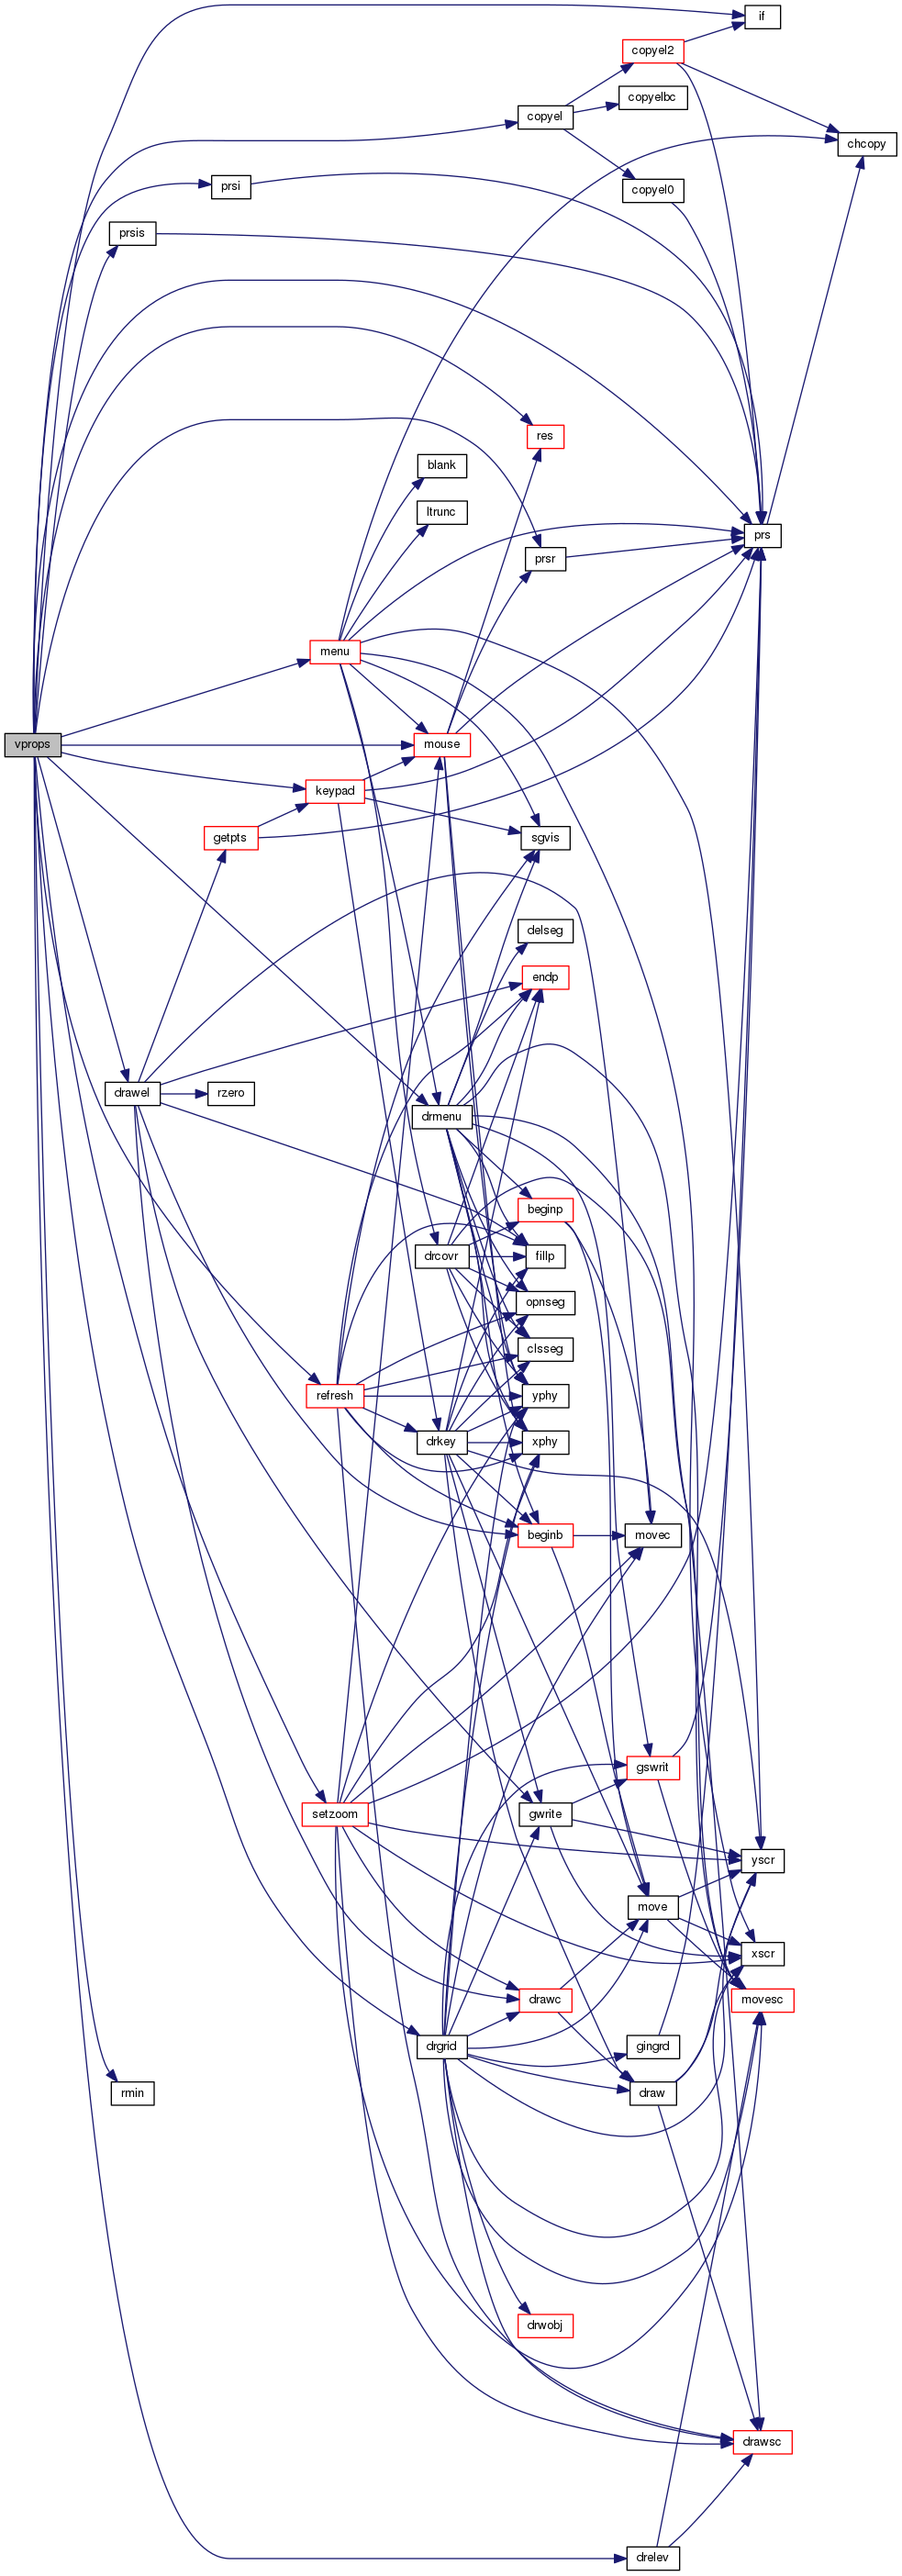 if
copyel2
copyelbc
copyel
chcopy
prsi
copyel0
prsis
res
blank
ltrunc
prs
prsr
menu
vprops
mouse
keypad
getpts
sgvis
delseg
endp
drawel
rzero
drmenu
beginp
drcovr
fillp
opnseg
clsseg
refresh
yphy
drkey
xphy
beginb
movec
gswrit
setzoom
gwrite
yscr
move
xscr
drawc
movesc
drgrid
gingrd
rmin
draw
drwobj
drawsc
drelev